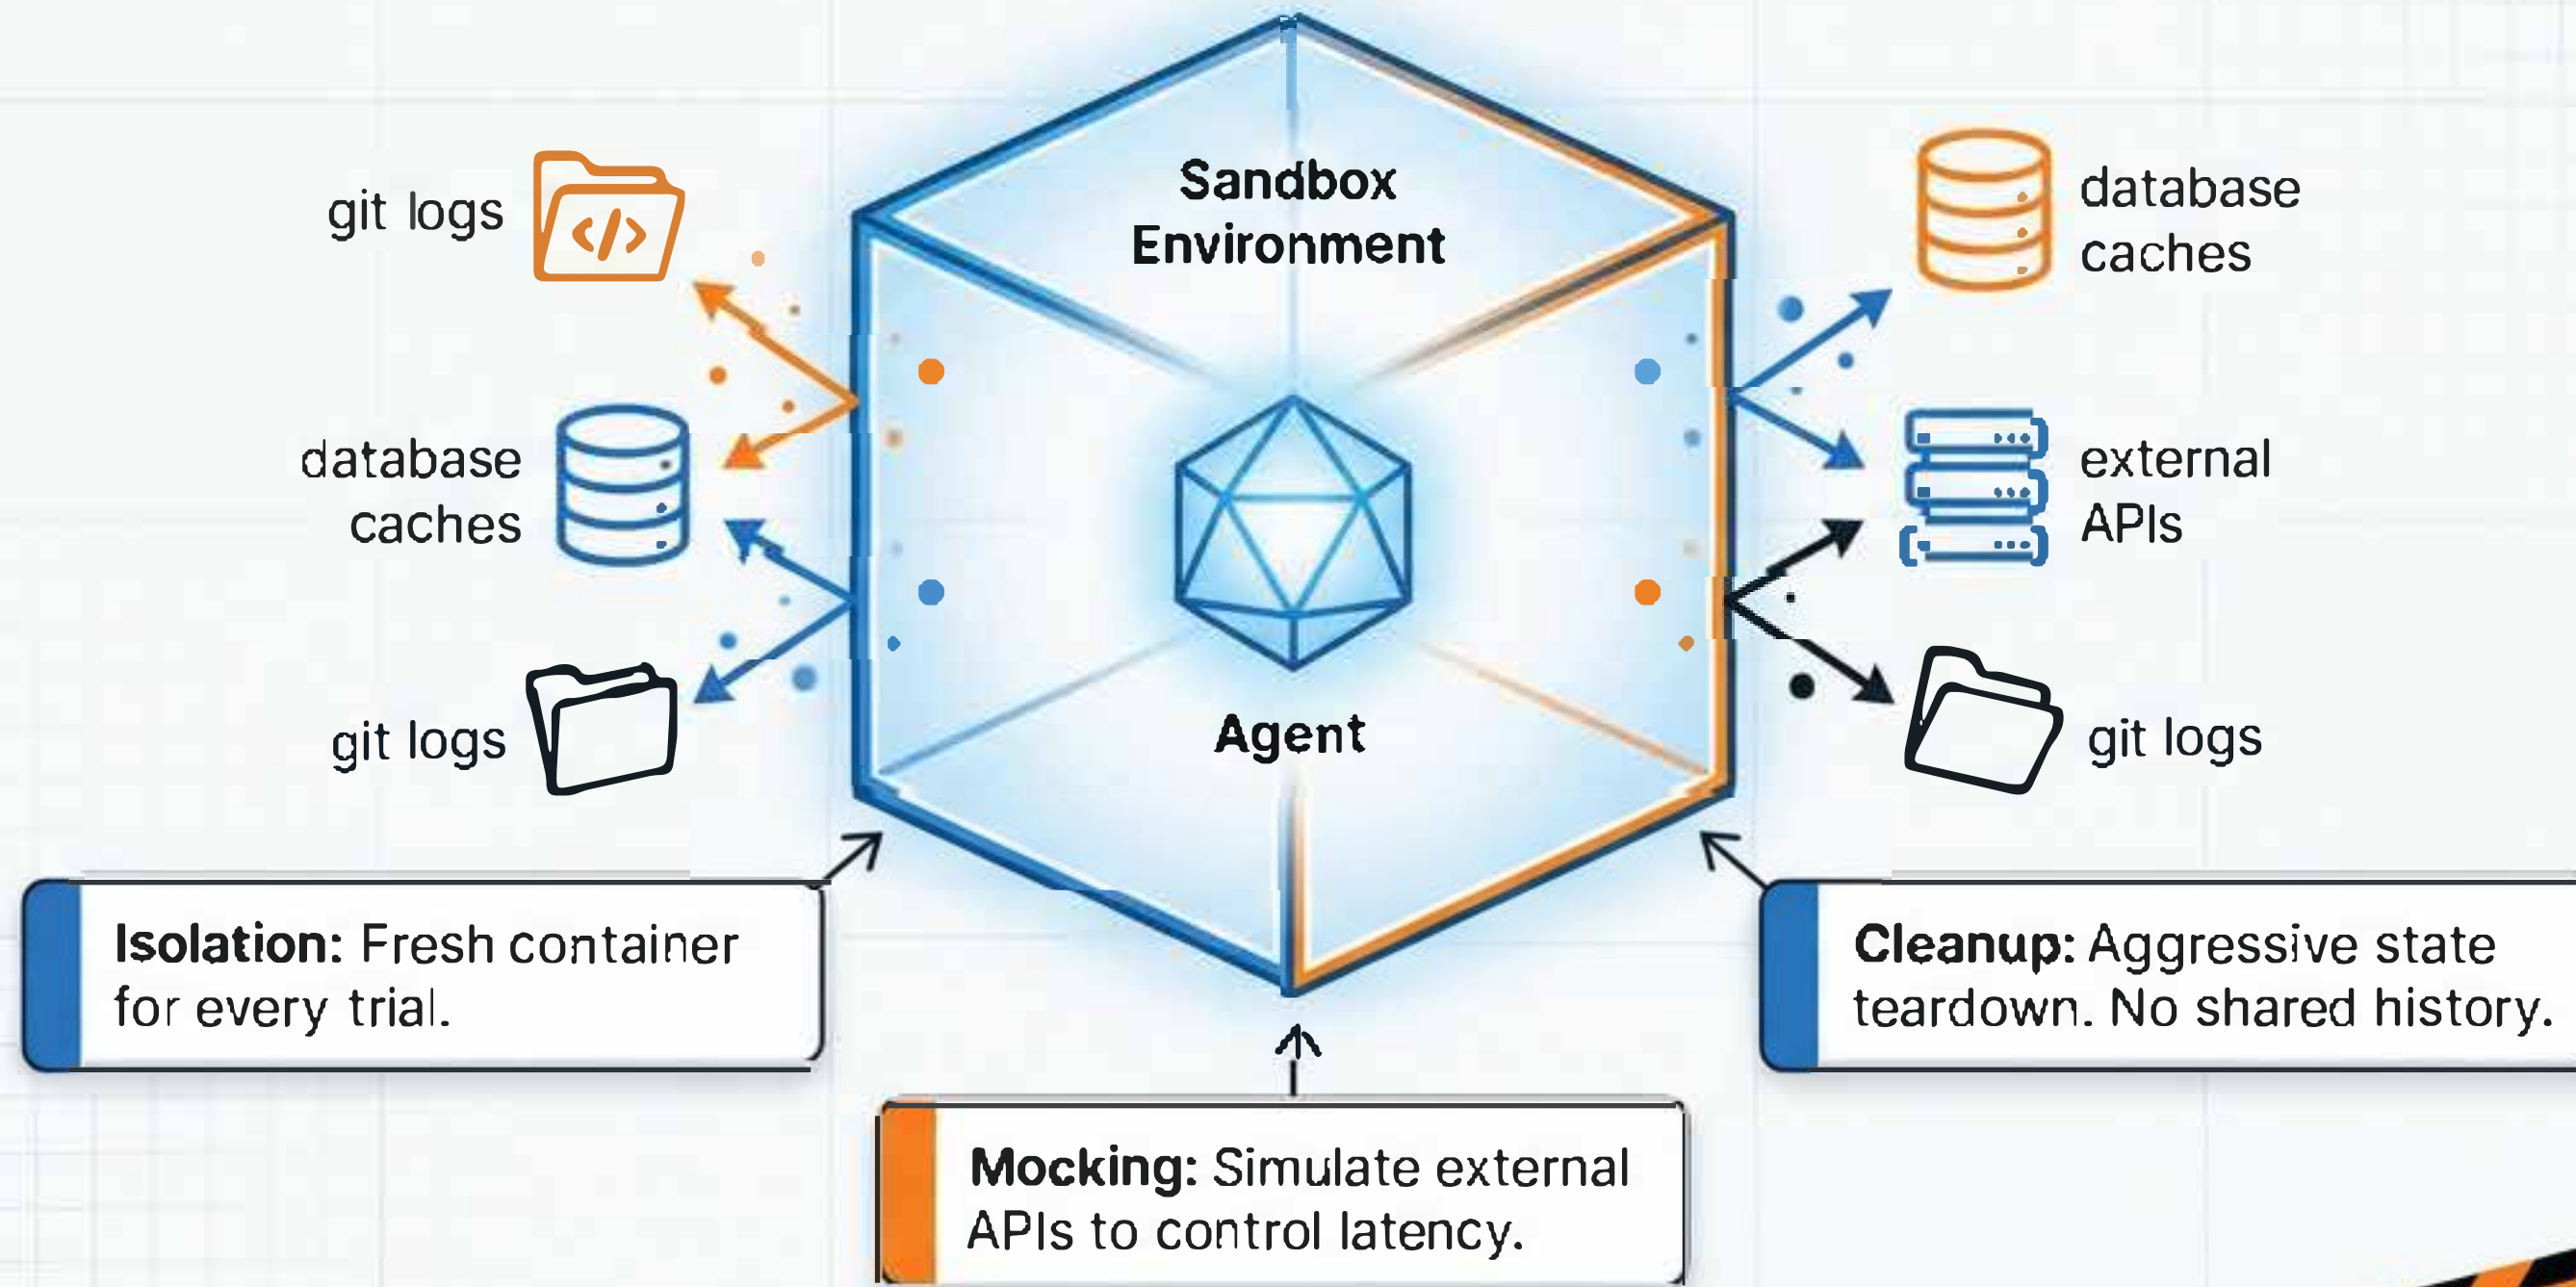 Sandbox
Environment
git logs
database
caches
git logs
Agent
database
caches
external
APIs
git logs
Isolation: Fresh container
for every trial.
Mocking: Simulate external
APIs to control latency.
Cleanup: Aggressive state
teardown. No shared history.